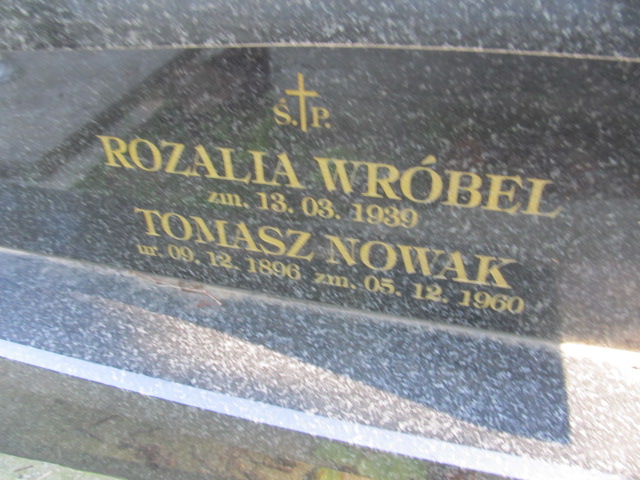 Ś. P.
ROZALIA WRÓBEL
zm. 13. 03. 1939
TOMASZ NOWAK
ur 09. 12. 1896 zm. 05. 12. 1960